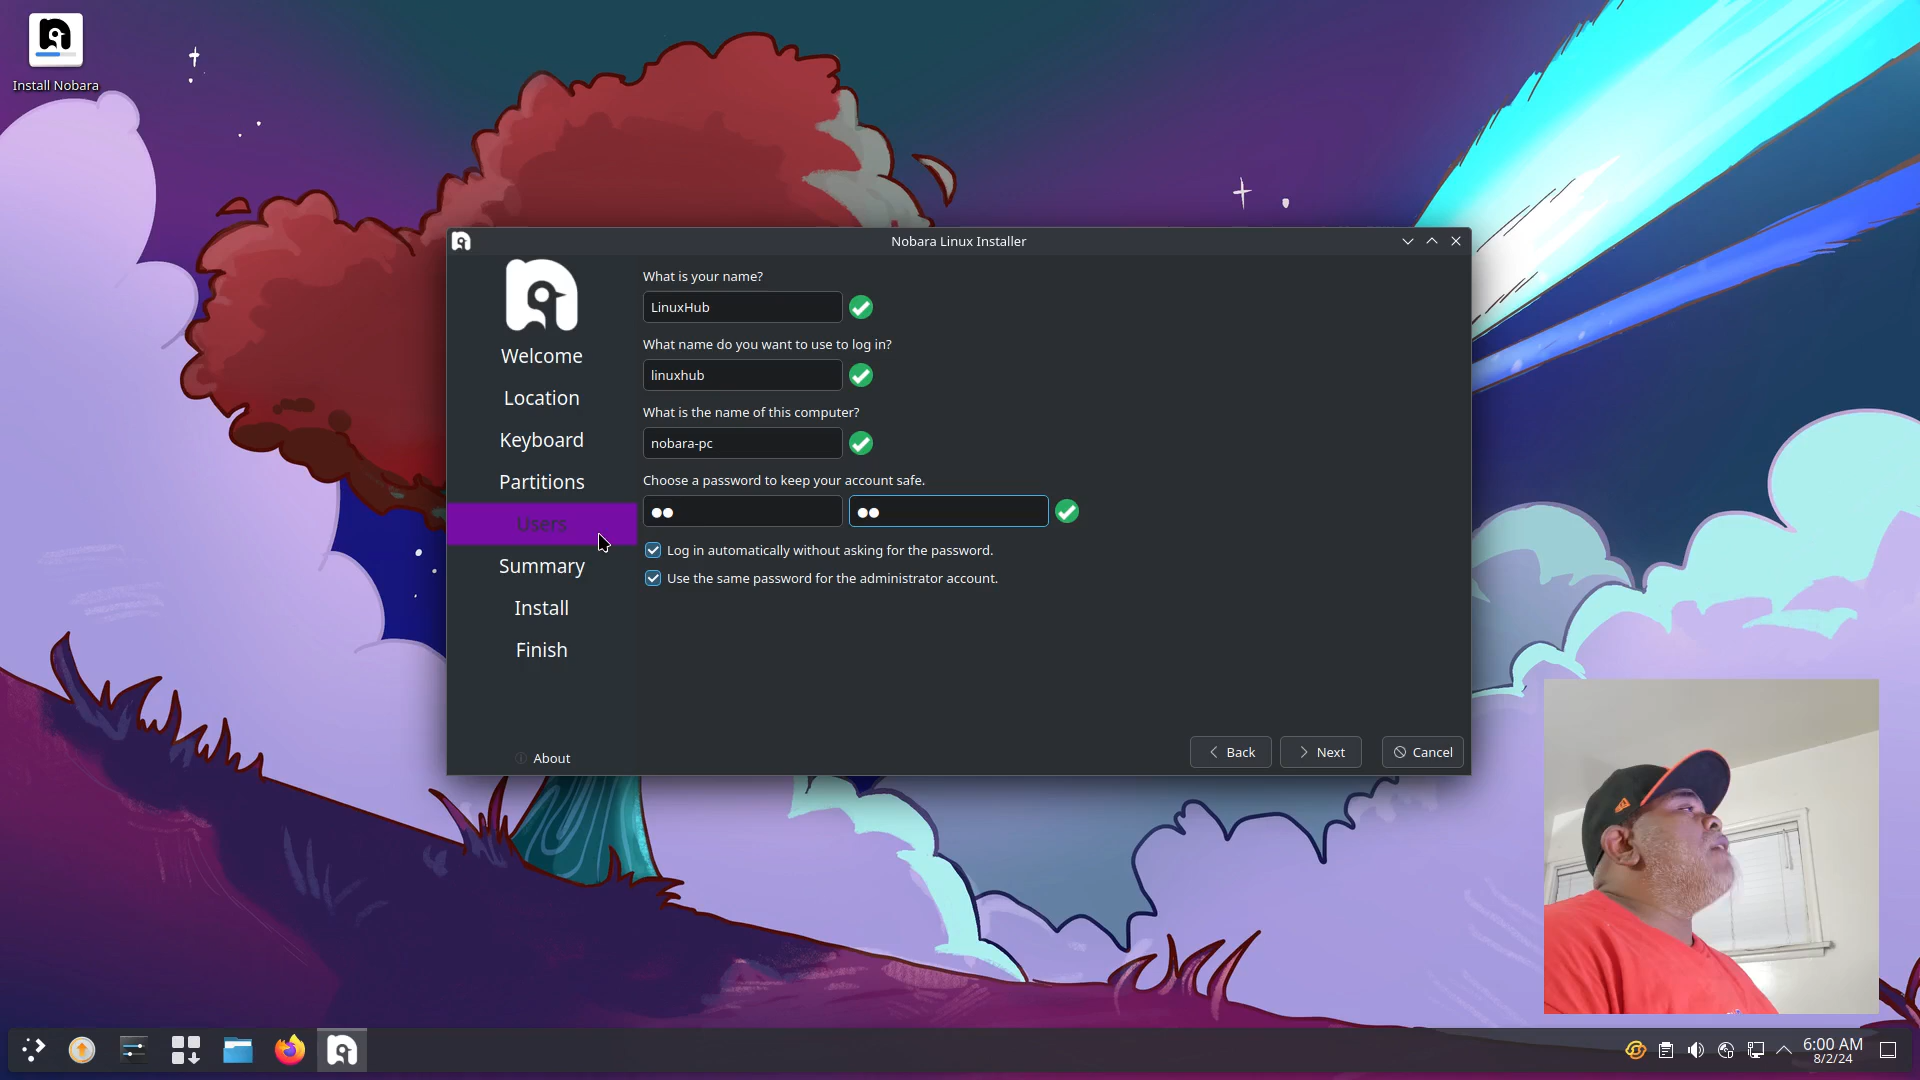 Install Nobara
Nobara Linux Installer
Welcome
Location
Keyboard
Partitions
Users
Summary
Install
Finish
About
What is your name?
LinuxHub
What name do you want to use to log in?
linuxhub
What is the name of this computer?
nobara-pc
Choose a password to keep your account safe.
●● ●●
Log in automatically without asking for the password.
Use the same password for the administrator account.
Back Next Cancel
6:00 AM
8/2/24